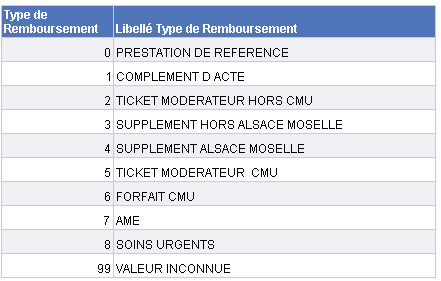 Type de
Remboursement Libellé Type de Remboursement
0 PRESTATION DE REFERENCE
1 COMPLEMENT D ACTE
2 TICKET MODERATEUR HORS CMU
3 SUPPLEMENT HORS ALSACE MOSELLE
4 SUPPLEMENT ALSACE MOSELLE
5 TICKET MODERATEUR CMU
6 FORFAIT CMU
7 AME
8 SOINS URGENTS
99 VALEUR INCONNUE